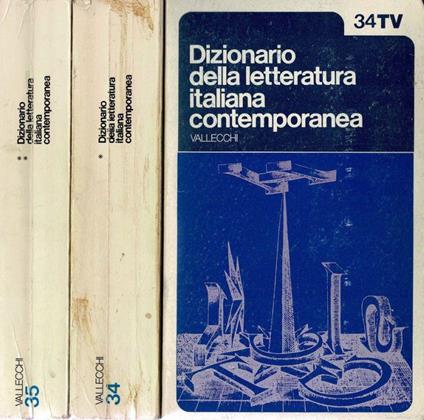 **
Dizionario
della letteratura
italiana
contemporanea
VALLECCHI
35
*
Dizionario
della letteratura
italiana
contemporanea
VALLECCHI
34
34TV
Dizionario
della letteratura
italiana
contemporanea
VALLECCHI